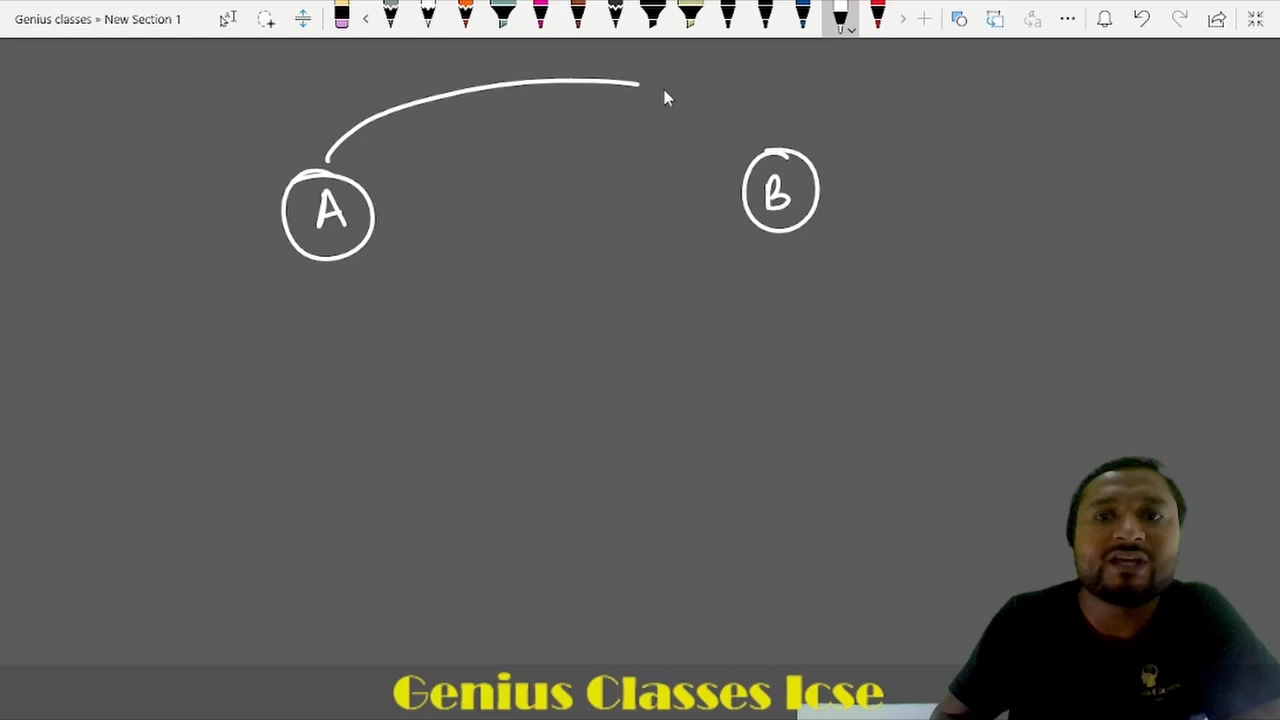 Genius classes » New Section 1
A
B
Genius Classes Icse